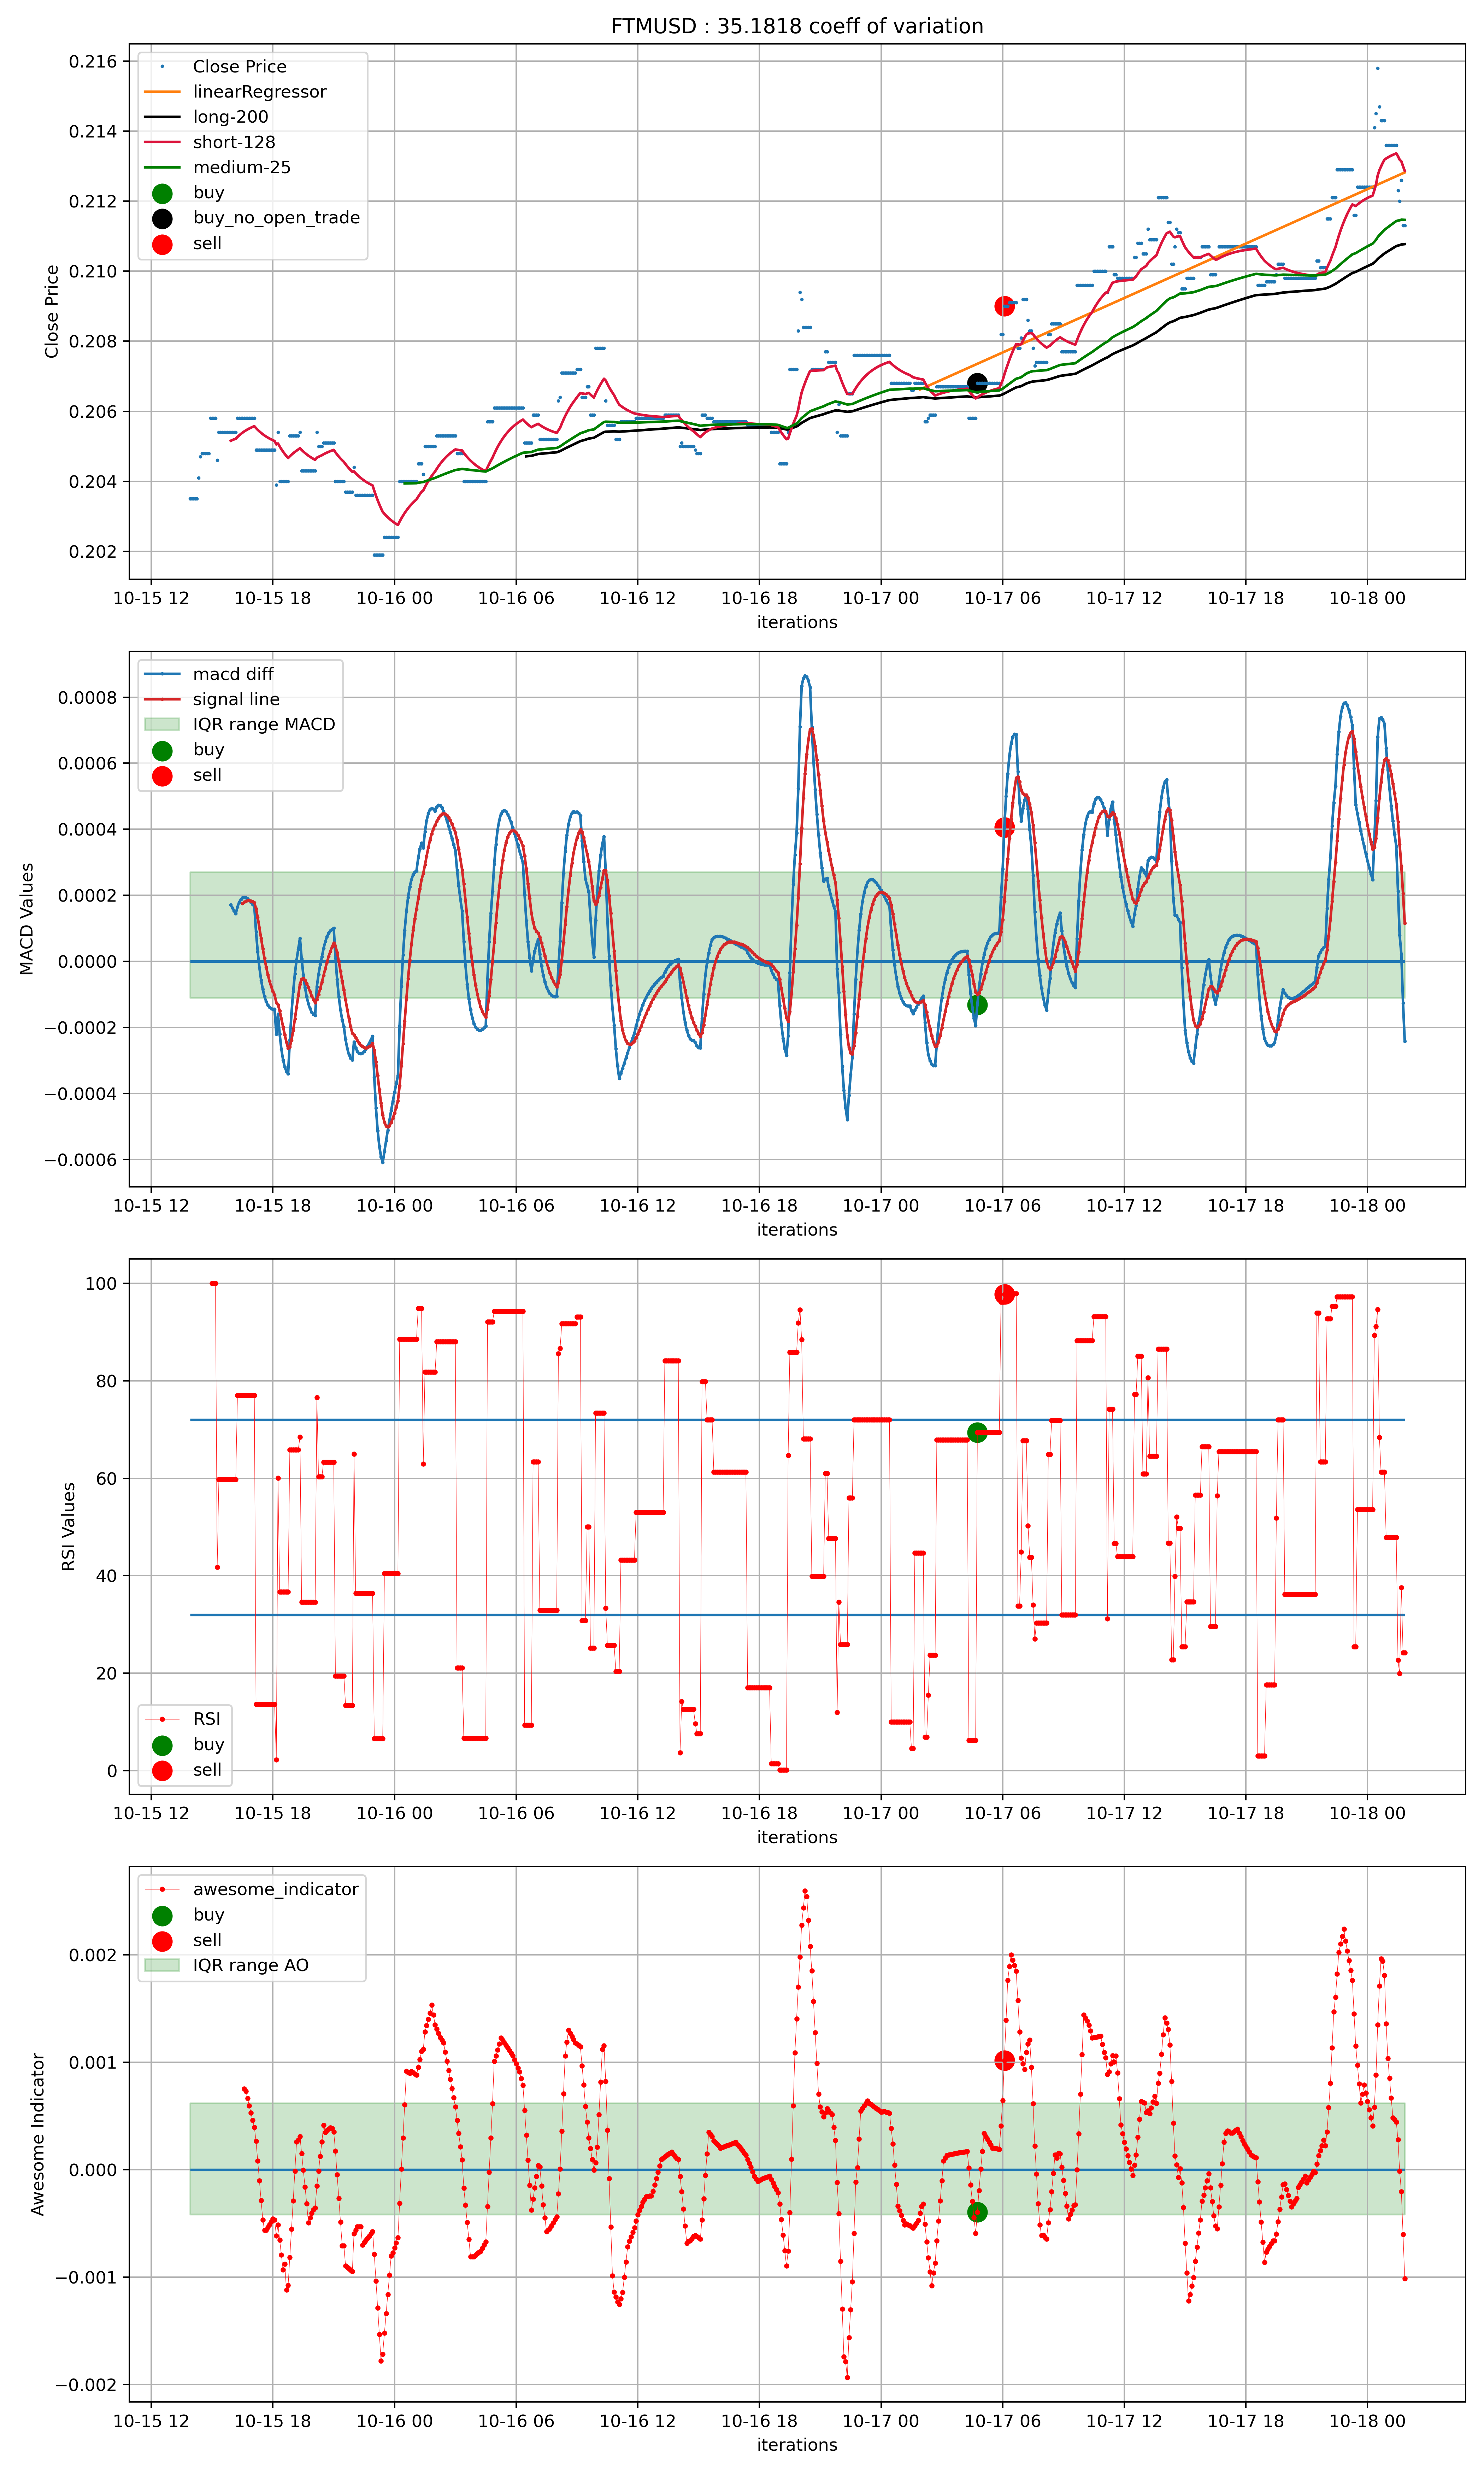 FTMUSD : 35.1818 coeff of variation
Close Price
linearRegressor
long-200
short-128
medium-25
buy
buy_no_open_trade
sell
0.216
0.214
0.212
0.210
0.208
0.206
0.204
0.202
Close Price
10-15 12 10-15 18 10-16 00 10-16 06 10-16 12 10-16 18 10-17 00 10-17 06 10-17 12 10-17 18 10-18 00
iterations
macd diff
signal line
IQR range MACD
buy
sell
0.0008
0.0006
0.0004
0.0002
0.0000
−0.0002
−0.0004
−0.0006
MACD Values
10-15 12 10-15 18 10-16 00 10-16 06 10-16 12 10-16 18 10-17 00 10-17 06 10-17 12 10-17 18 10-18 00
iterations
100
80
60
40
20
0
RSI Values
RSI
buy
sell
10-15 12 10-15 18 10-16 00 10-16 06 10-16 12 10-16 18 10-17 00 10-17 06 10-17 12 10-17 18 10-18 00
iterations
awesome_indicator
buy
sell
IQR range AO
0.002
0.001
0.000
−0.001
−0.002
Awesome Indicator
10-15 12 10-15 18 10-16 00 10-16 06 10-16 12 10-16 18 10-17 00 10-17 06 10-17 12 10-17 18 10-18 00
iterations